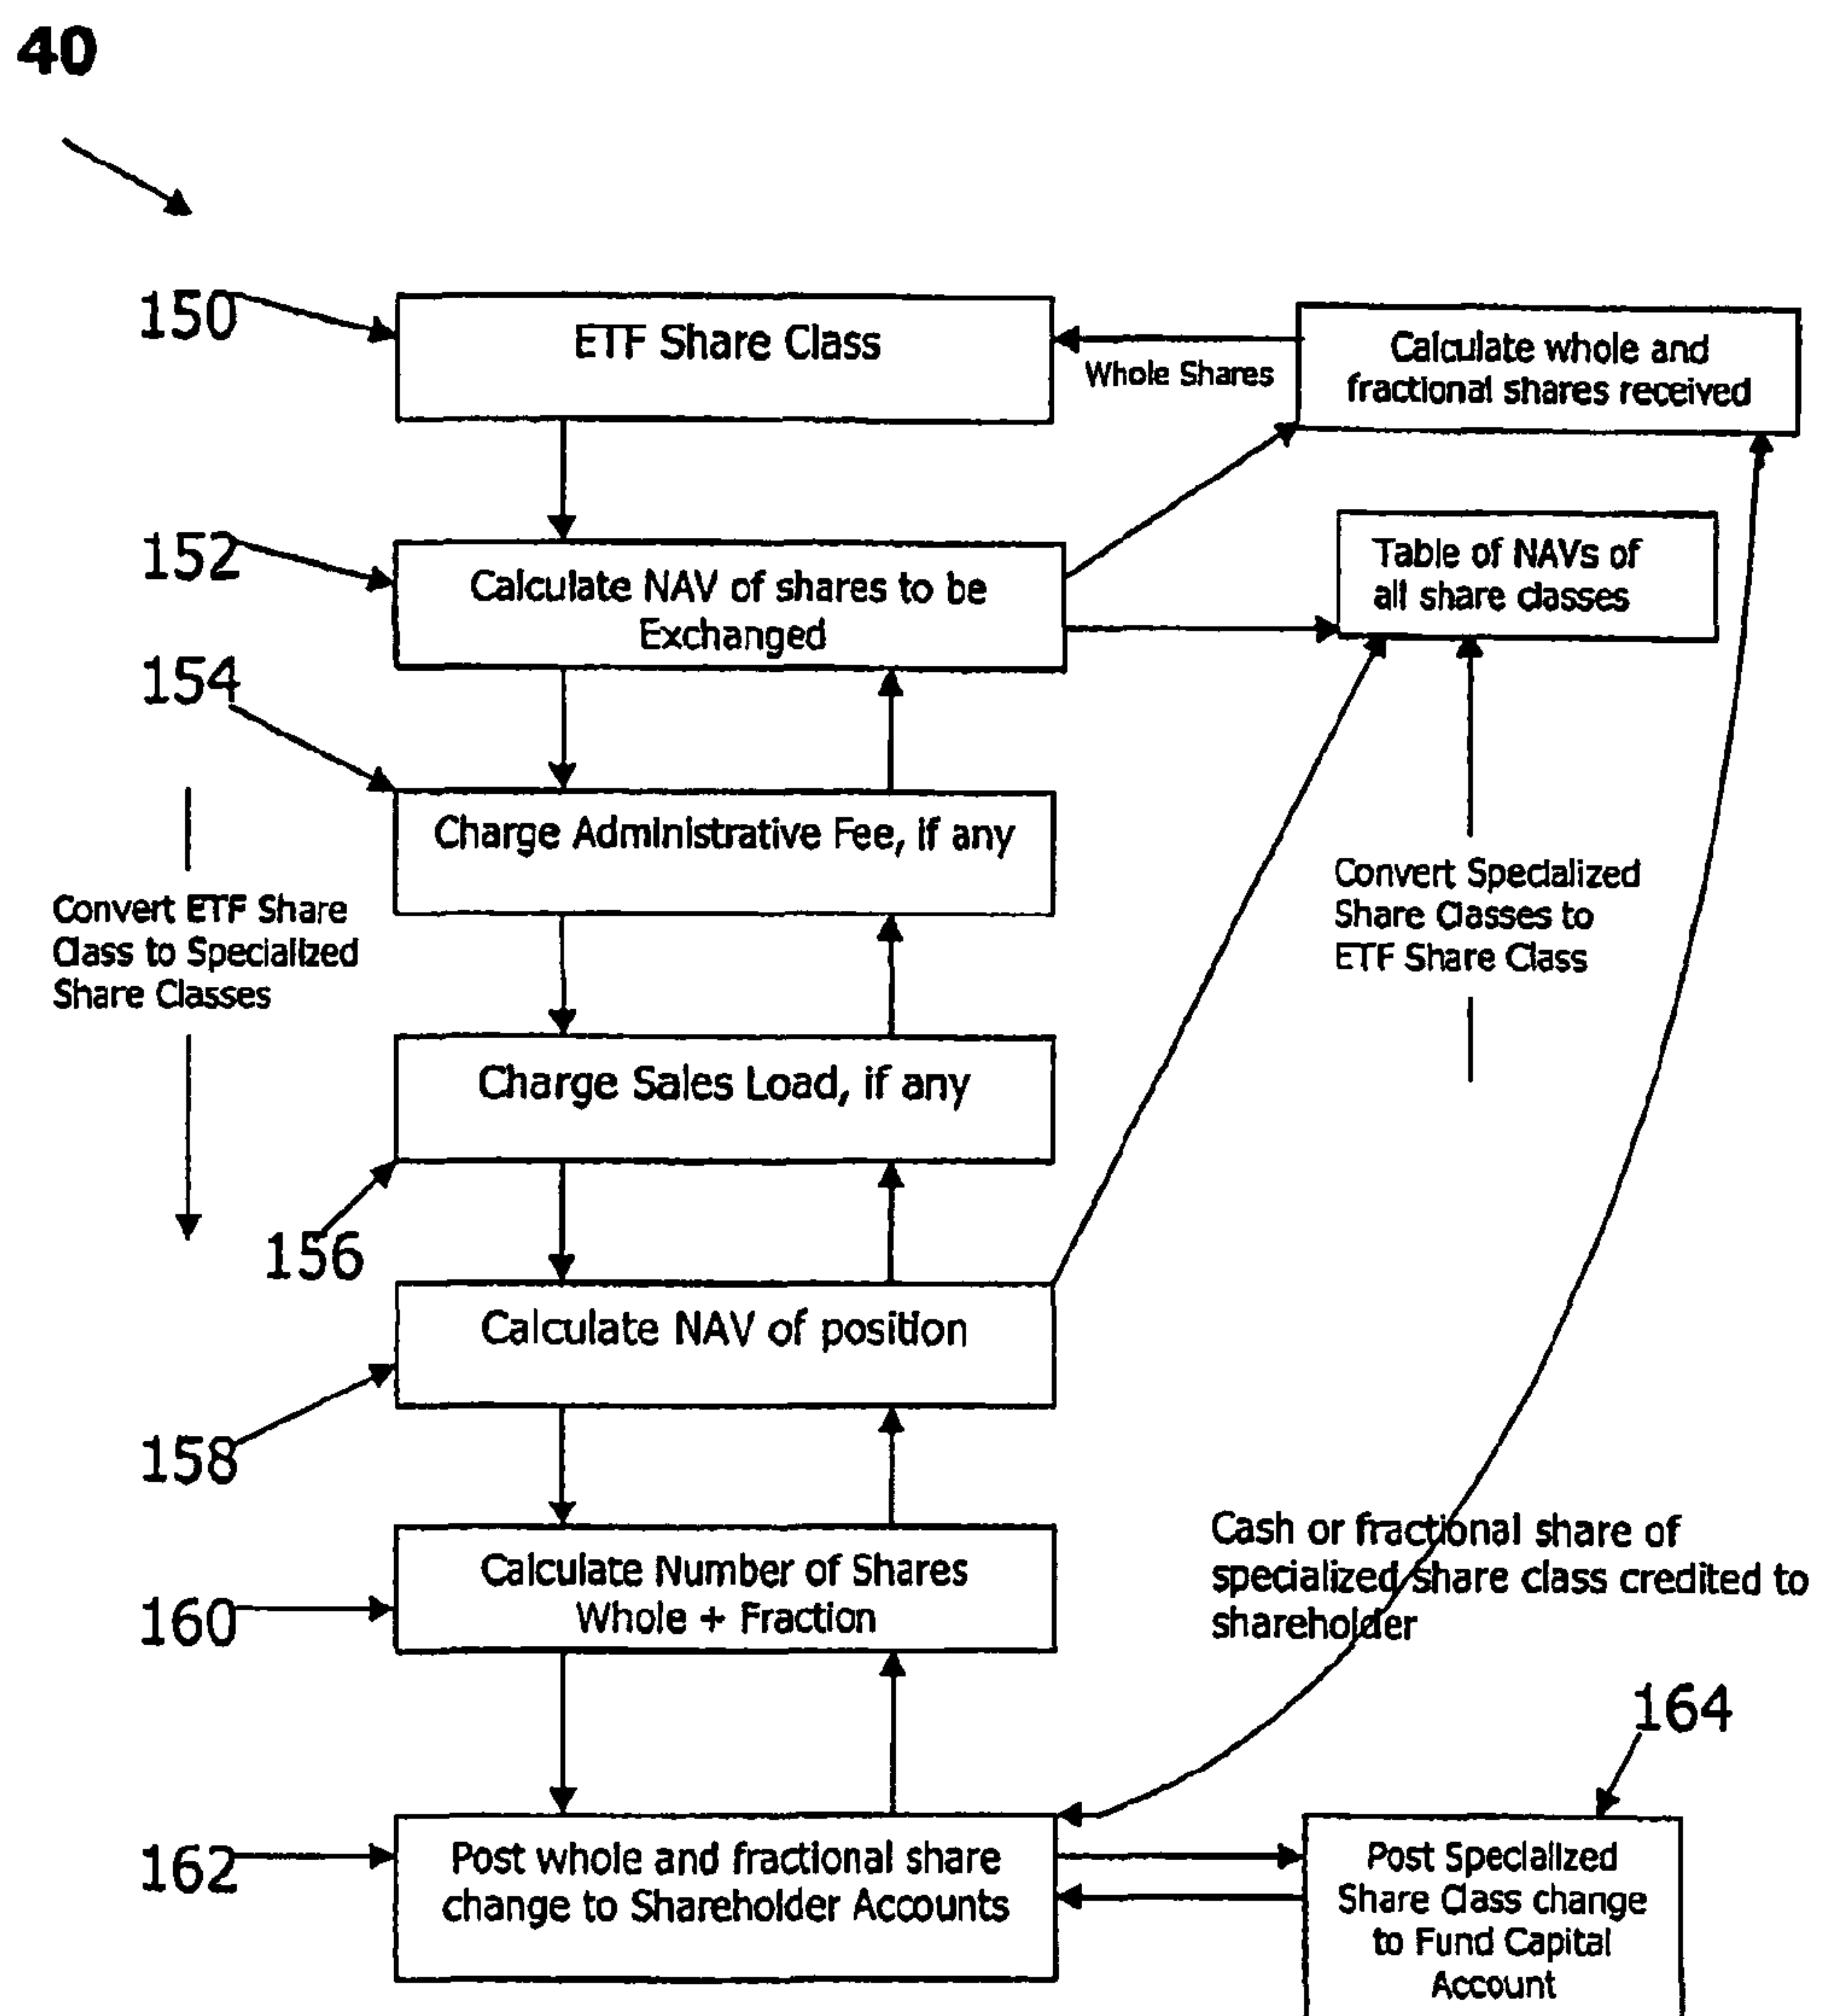 40
150
ETF Share Class
Whole Shares
Calculate whole and
fractional shares received
152
Calculate NAV of shares to be
Exchanged
Table of NAVs of
all share classes
154
Charge Administrative Fee, if any
Convert ETF Share
Class to Specialized
Share Classes
Convert Specialized
Share Classes to
ETF Share Class
Charge Sales Load, if any
156
Calculate NAV of position
158
Calculate Number of Shares
Whole + Fraction
160
Cash or fractional share of
specialized share class credited to
shareholder
164
162
Post whole and fractional share
change to Shareholder Accounts
Post Specialized
Share Class change
to Fund Capital
Account